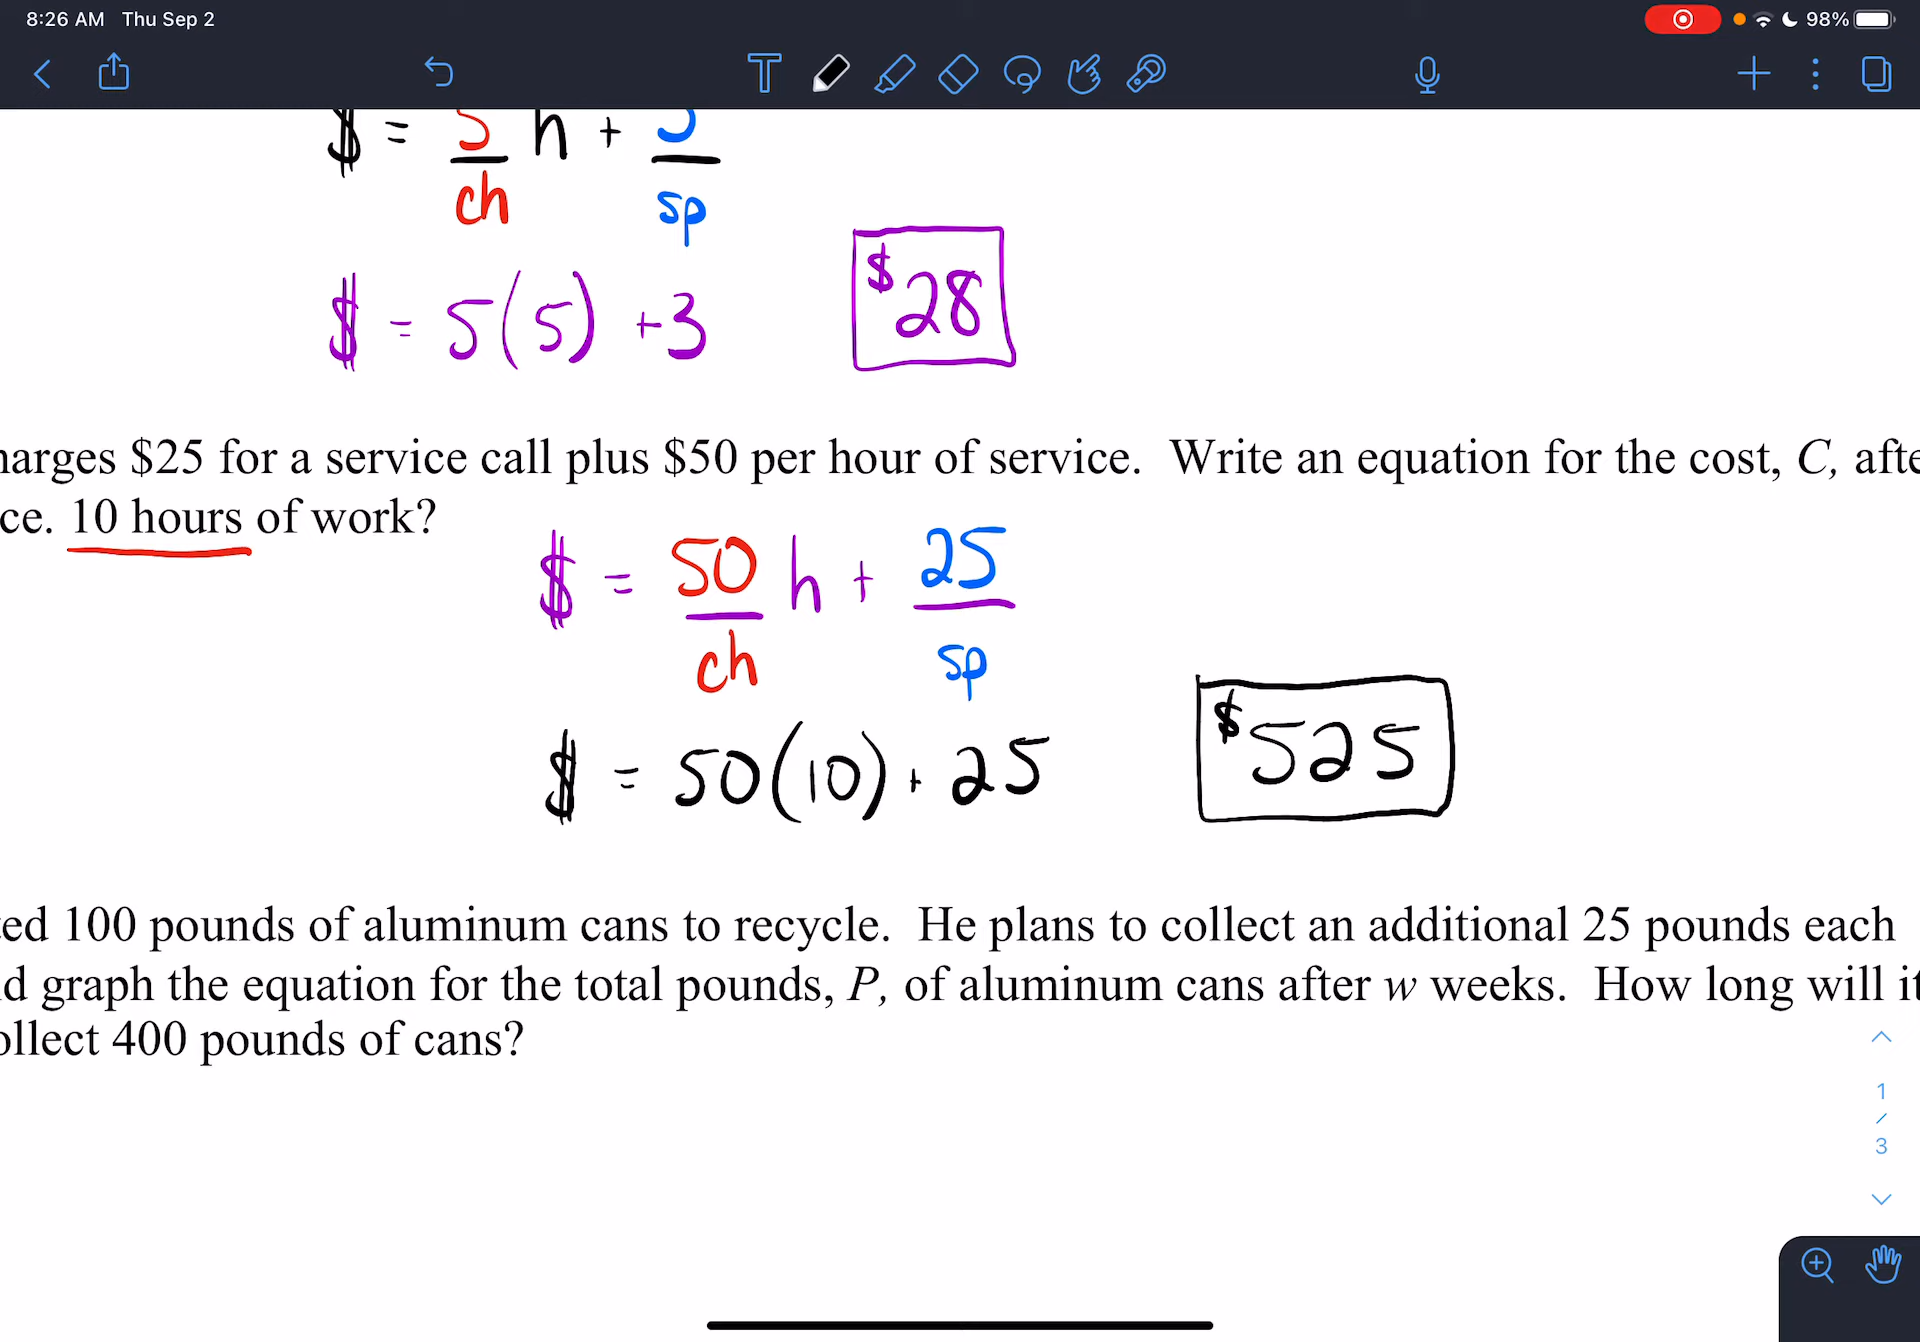 8:26 AM Thu Sep 2 98%
$ = 5 h + 3
ch sp
$ = 5(5) +3 $28
harges $25 for a service call plus $50 per hour of service. Write an equation for the cost, C, afte
ce. 10 hours of work?
$ = 50 h + 25
ch sp
$ = 50(10) + 25 $525
ted 100 pounds of aluminum cans to recycle. He plans to collect an additional 25 pounds each
d graph the equation for the total pounds, P, of aluminum cans after w weeks. How long will it
ollect 400 pounds of cans?
1
/
3